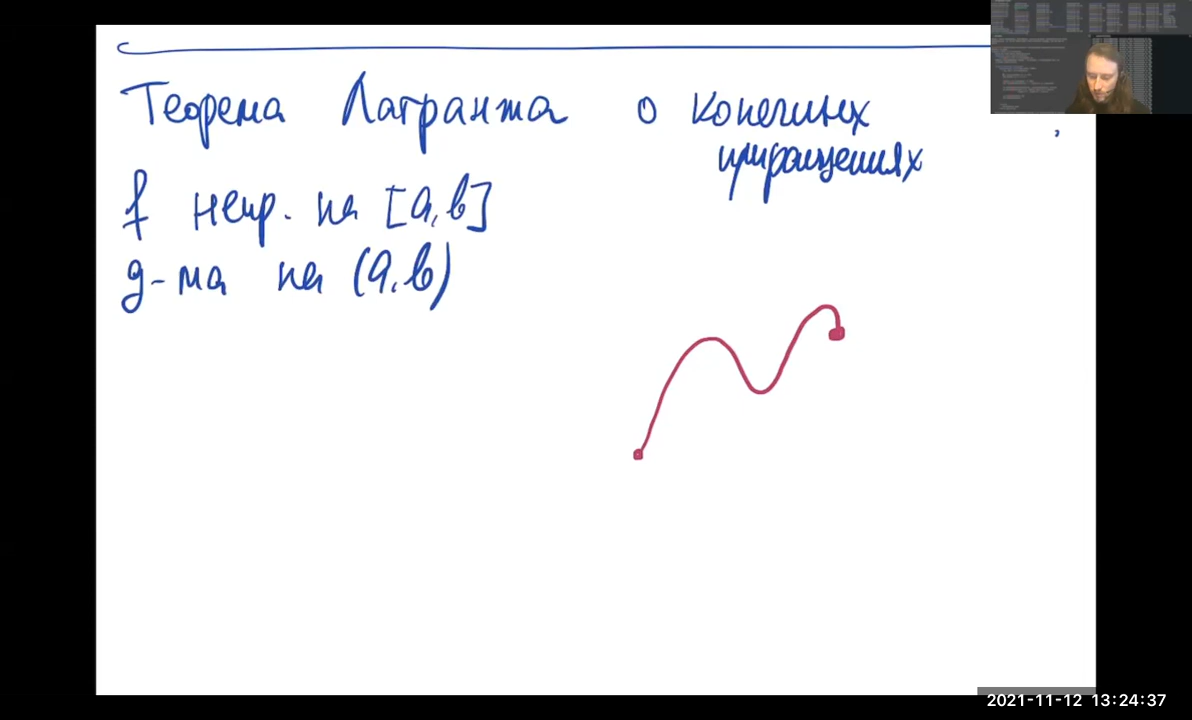 Теорема Лагранжа о конечных
приращениях
f непр. на [a, b]
g-ма на (a, b)
2021-11-12 13:24:37